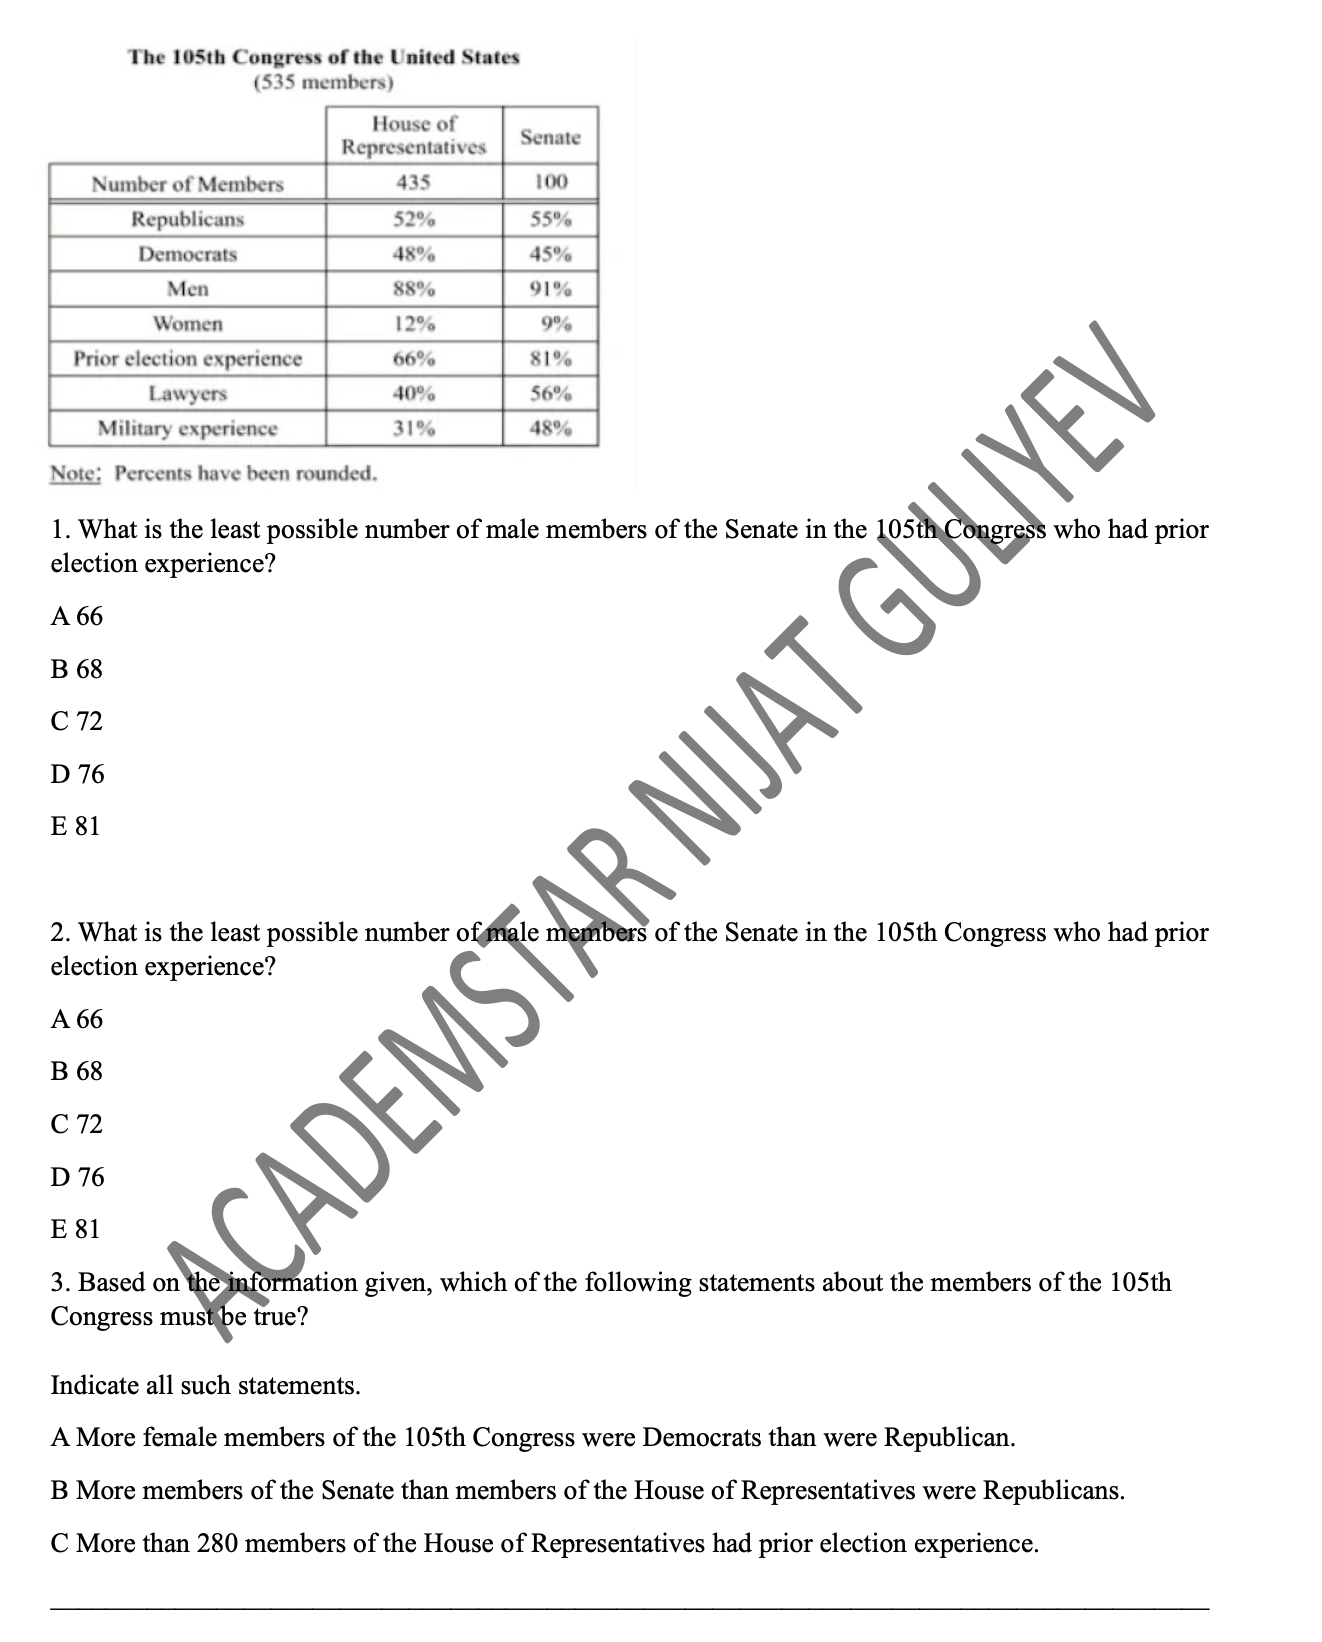 The 105th Congress of the United States
(535 members)
House of Representatives Senate
Number of Members 435 100
Republicans 52% 55%
Democrats 48% 45%
Men 88% 91%
Women 12% 9%
Prior election experience 66% 81%
Lawyers 40% 56%
Military experience 31% 48%
Note: Percents have been rounded.
1. What is the least possible number of male members of the Senate in the 105th Congress who had prior
election experience?
A 66
B 68
C 72
D 76
E 81
2. What is the least possible number of male members of the Senate in the 105th Congress who had prior
election experience?
A 66
B 68
C 72
D 76
E 81
3. Based on the information given, which of the following statements about the members of the 105th
Congress must be true?
Indicate all such statements.
A More female members of the 105th Congress were Democrats than were Republican.
B More members of the Senate than members of the House of Representatives were Republicans.
C More than 280 members of the House of Representatives had prior election experience.
ACADEMSTAR NIJAT GULIYEV